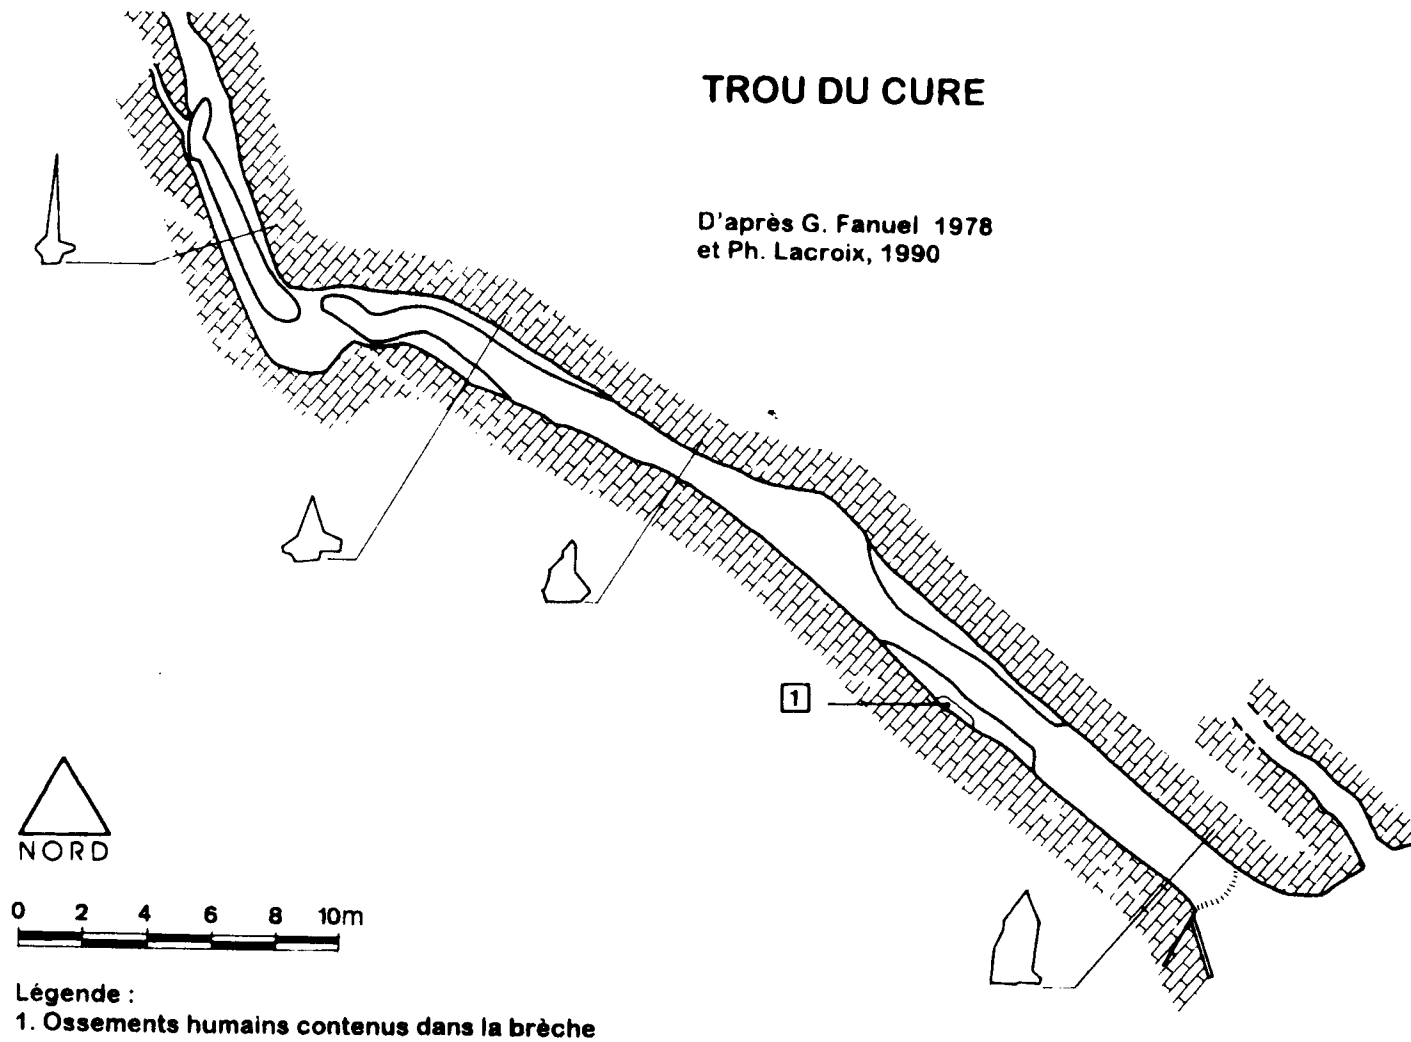 TROU DU CURE
D'après G. Fanuel 1978
et Ph. Lacroix, 1990
1
NORD
0 2 4 6 8 10m
Légende :
1. Ossements humains contenus dans la brèche